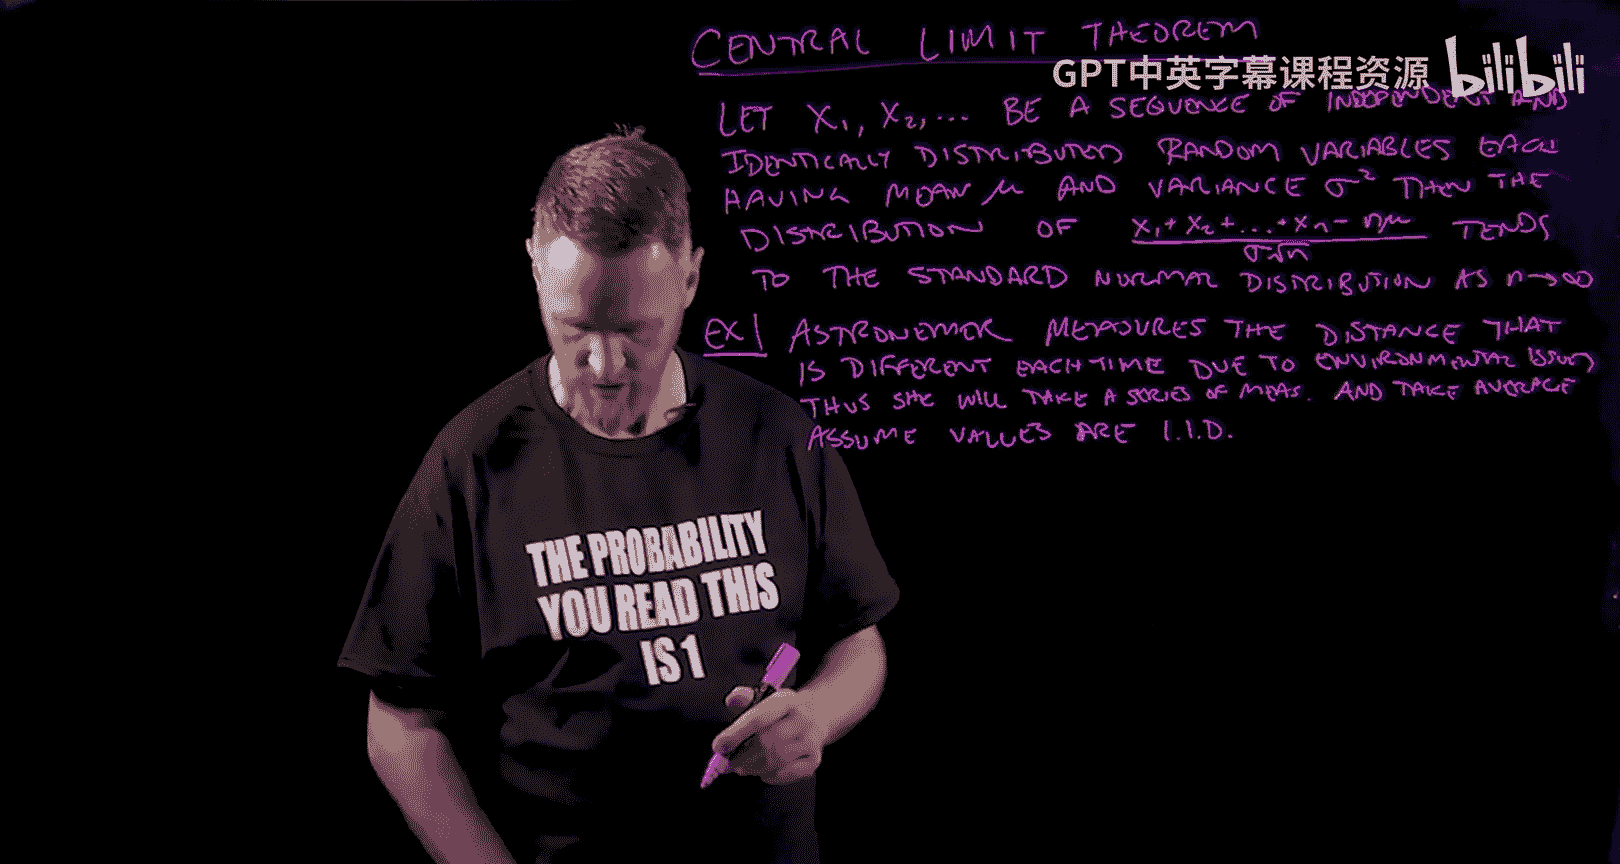 CENTRAL LIMIT THEOREM
GPT中英字幕课程资源 bilibili
LET X₁, X₂, ... BE A SEQUENCE OF INDEPENDENT AND
IDENTICALLY DISTRIBUTED RANDOM VARIABLES EACH
HAVING MEAN μ AND VARIANCE σ² THEN THE
DISTRIBUTION OF (X₁ + X₂ + ... + Xₙ - nμ)/(σ√n) TENDS
TO THE STANDARD NORMAL DISTRIBUTION AS n→∞
EX| ASTRONOMER MEASURES THE DISTANCE THAT
IS DIFFERENT EACH TIME DUE TO ENVIRONMENTAL ISSUES
THUS SHE WILL TAKE A SERIES OF MEAS. AND TAKE AVERAGE
ASSUME VALUES ARE I.I.D.
THE PROBABILITY
YOU READ THIS
IS 1